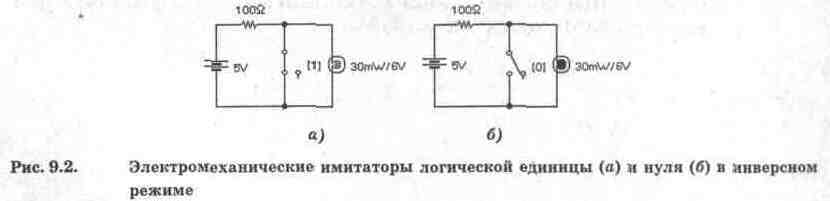 100Ω 100Ω
5V [1] 30mW/6V 5V [0] 30mW/6V
а) б)
Рис. 9.2. Электромеханические имитаторы логической единицы (а) и нуля (б) в инверсном
режиме